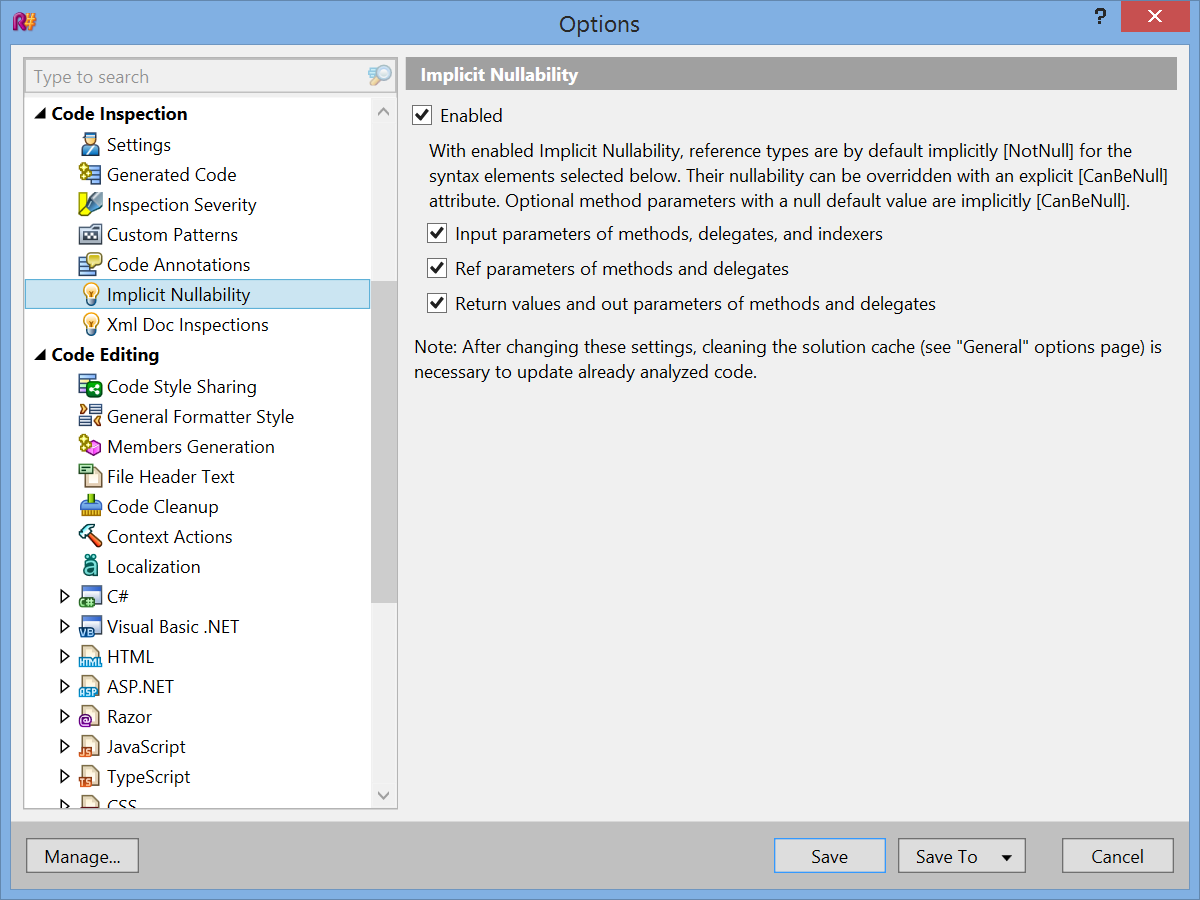 R#
Options
?
Type to search
Code Inspection
Settings
Generated Code
Inspection Severity
Custom Patterns
Code Annotations
Implicit Nullability
Xml Doc Inspections
Code Editing
Code Style Sharing
General Formatter Style
Members Generation
File Header Text
Code Cleanup
Context Actions
ä
Localization
C#
C#
VB
Visual Basic .NET
HTML
HTML
ASP
ASP.NET
@
Razor
JS
JavaScript
TS
TypeScript
CSS
Implicit Nullability
Enabled
With enabled Implicit Nullability, reference types are by default implicitly [NotNull] for the
syntax elements selected below. Their nullability can be overridden with an explicit [CanBeNull]
attribute. Optional method parameters with a null default value are implicitly [CanBeNull].
Input parameters of methods, delegates, and indexers
Ref parameters of methods and delegates
Return values and out parameters of methods and delegates
Note: After changing these settings, cleaning the solution cache (see "General" options page) is
necessary to update already analyzed code.
Manage...
Save
Save To
Cancel